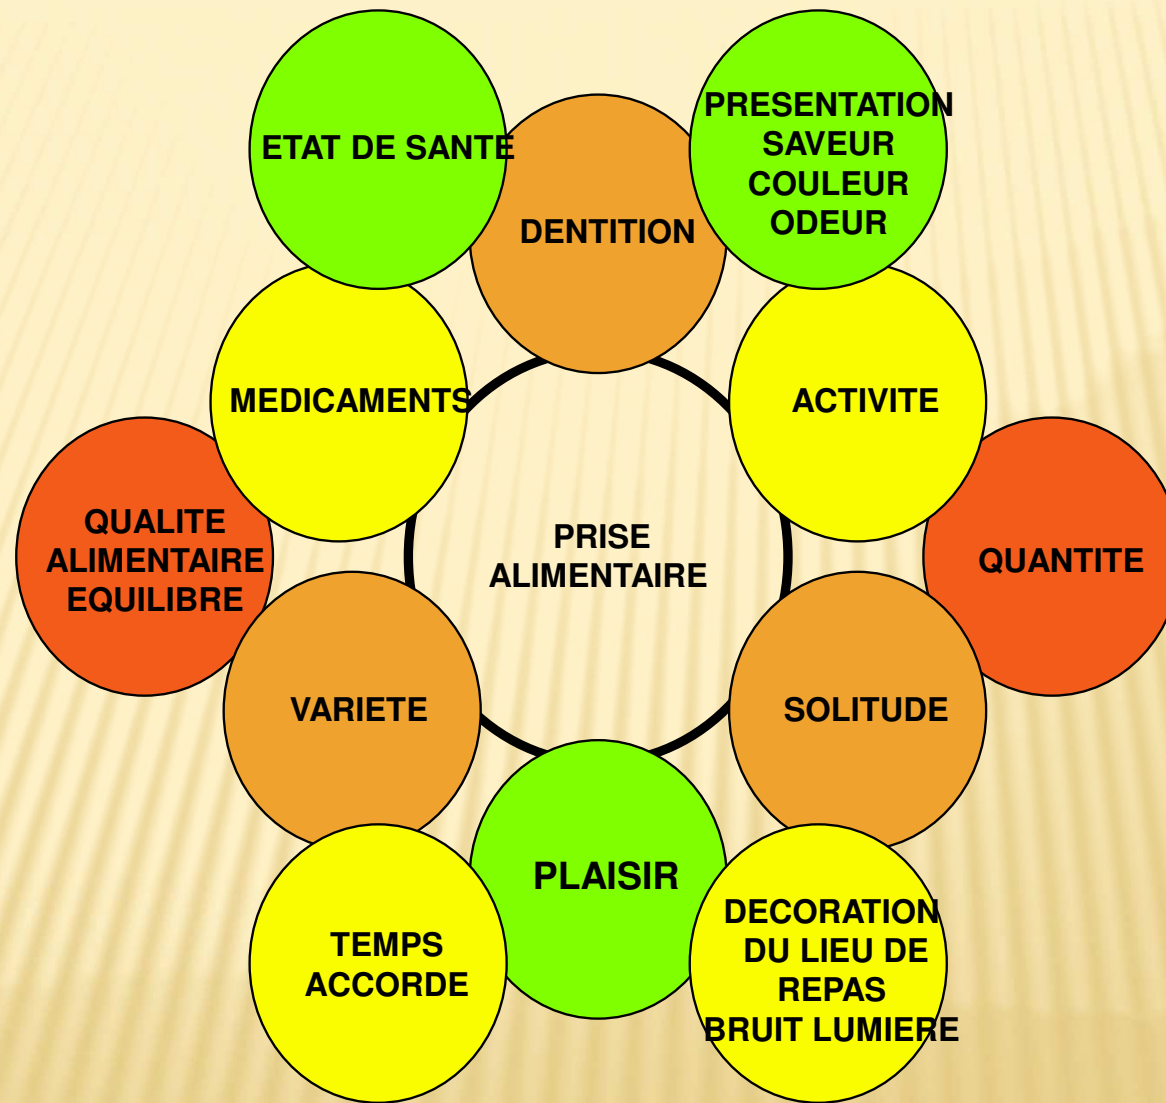 ETAT DE SANTE
PRESENTATION
SAVEUR
COULEUR
ODEUR
DENTITION
MEDICAMENTS
ACTIVITE
QUALITE
ALIMENTAIRE
EQUILIBRE
PRISE
ALIMENTAIRE
QUANTITE
VARIETE
SOLITUDE
PLAISIR
TEMPS
ACCORDE
DECORATION
DU LIEU DE
REPAS
BRUIT LUMIERE